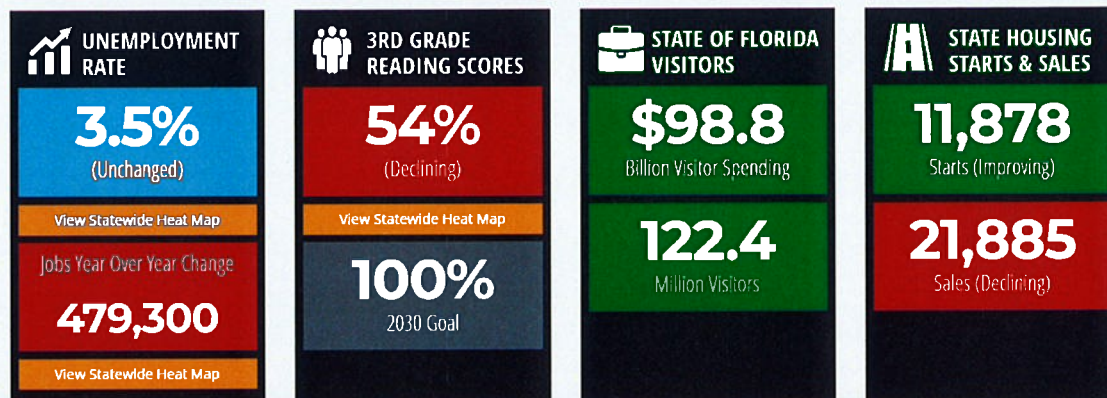 UNEMPLOYMENT
RATE
3.5%
(Unchanged)
View Statewide Heat Map
Jobs Year Over Year Change
479,300
View Statewide Heat Map
3RD GRADE
READING SCORES
54%
(Declining)
View Statewide Heat Map
100%
2030 Goal
STATE OF FLORIDA
VISITORS
$98.8
Billion Visitor Spending
122.4
Million Visitors
STATE HOUSING
STARTS & SALES
11,878
Starts (Improving)
21,885
Sales (Declining)